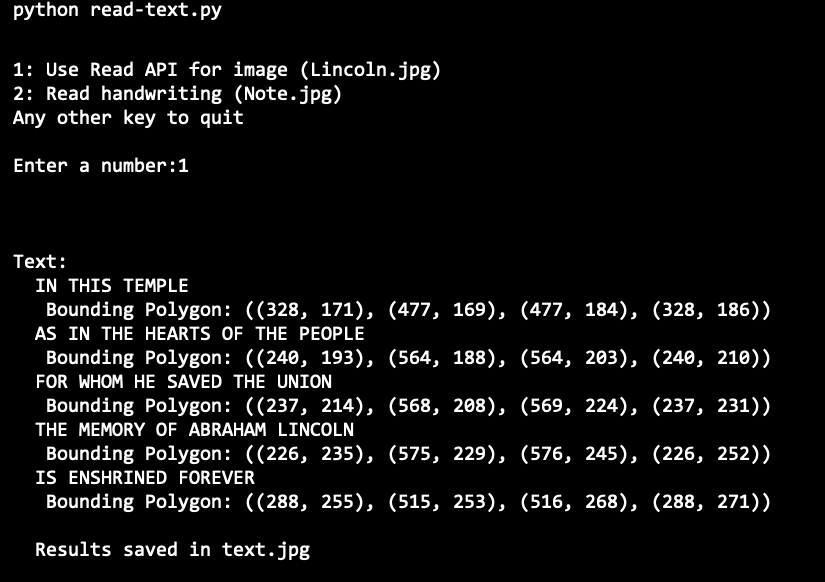 python read-text.py
1: Use Read API for image (Lincoln.jpg)
2: Read handwriting (Note.jpg)
Any other key to quit
Enter a number:1
Text:
IN THIS TEMPLE
Bounding Polygon: ((328, 171), (477, 169), (477, 184), (328, 186))
AS IN THE HEARTS OF THE PEOPLE
Bounding Polygon: ((240, 193), (564, 188), (564, 203), (240, 210))
FOR WHOM HE SAVED THE UNION
Bounding Polygon: ((237, 214), (568, 208), (569, 224), (237, 231))
THE MEMORY OF ABRAHAM LINCOLN
Bounding Polygon: ((226, 235), (575, 229), (576, 245), (226, 252))
IS ENSHRINED FOREVER
Bounding Polygon: ((288, 255), (515, 253), (516, 268), (288, 271))
Results saved in text.jpg